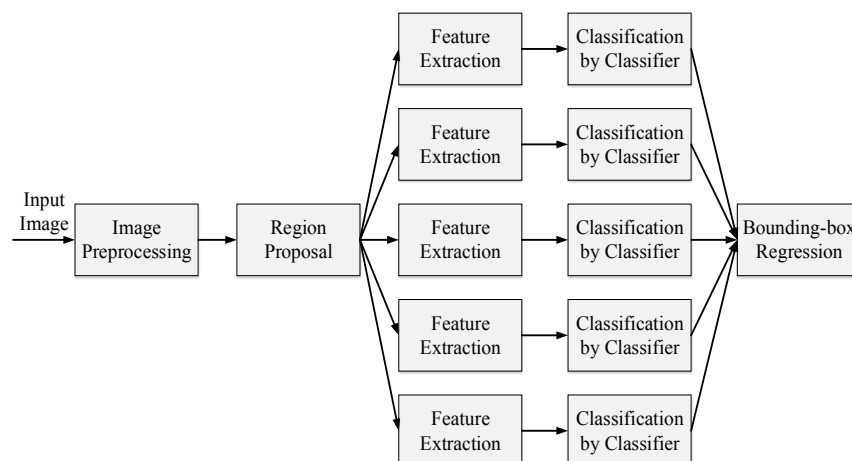 Input
Image
Image
Preprocessing
Region
Proposal
Feature
Extraction
Classification
by Classifier
Feature
Extraction
Classification
by Classifier
Feature
Extraction
Classification
by Classifier
Feature
Extraction
Classification
by Classifier
Feature
Extraction
Classification
by Classifier
Bounding-box
Regression